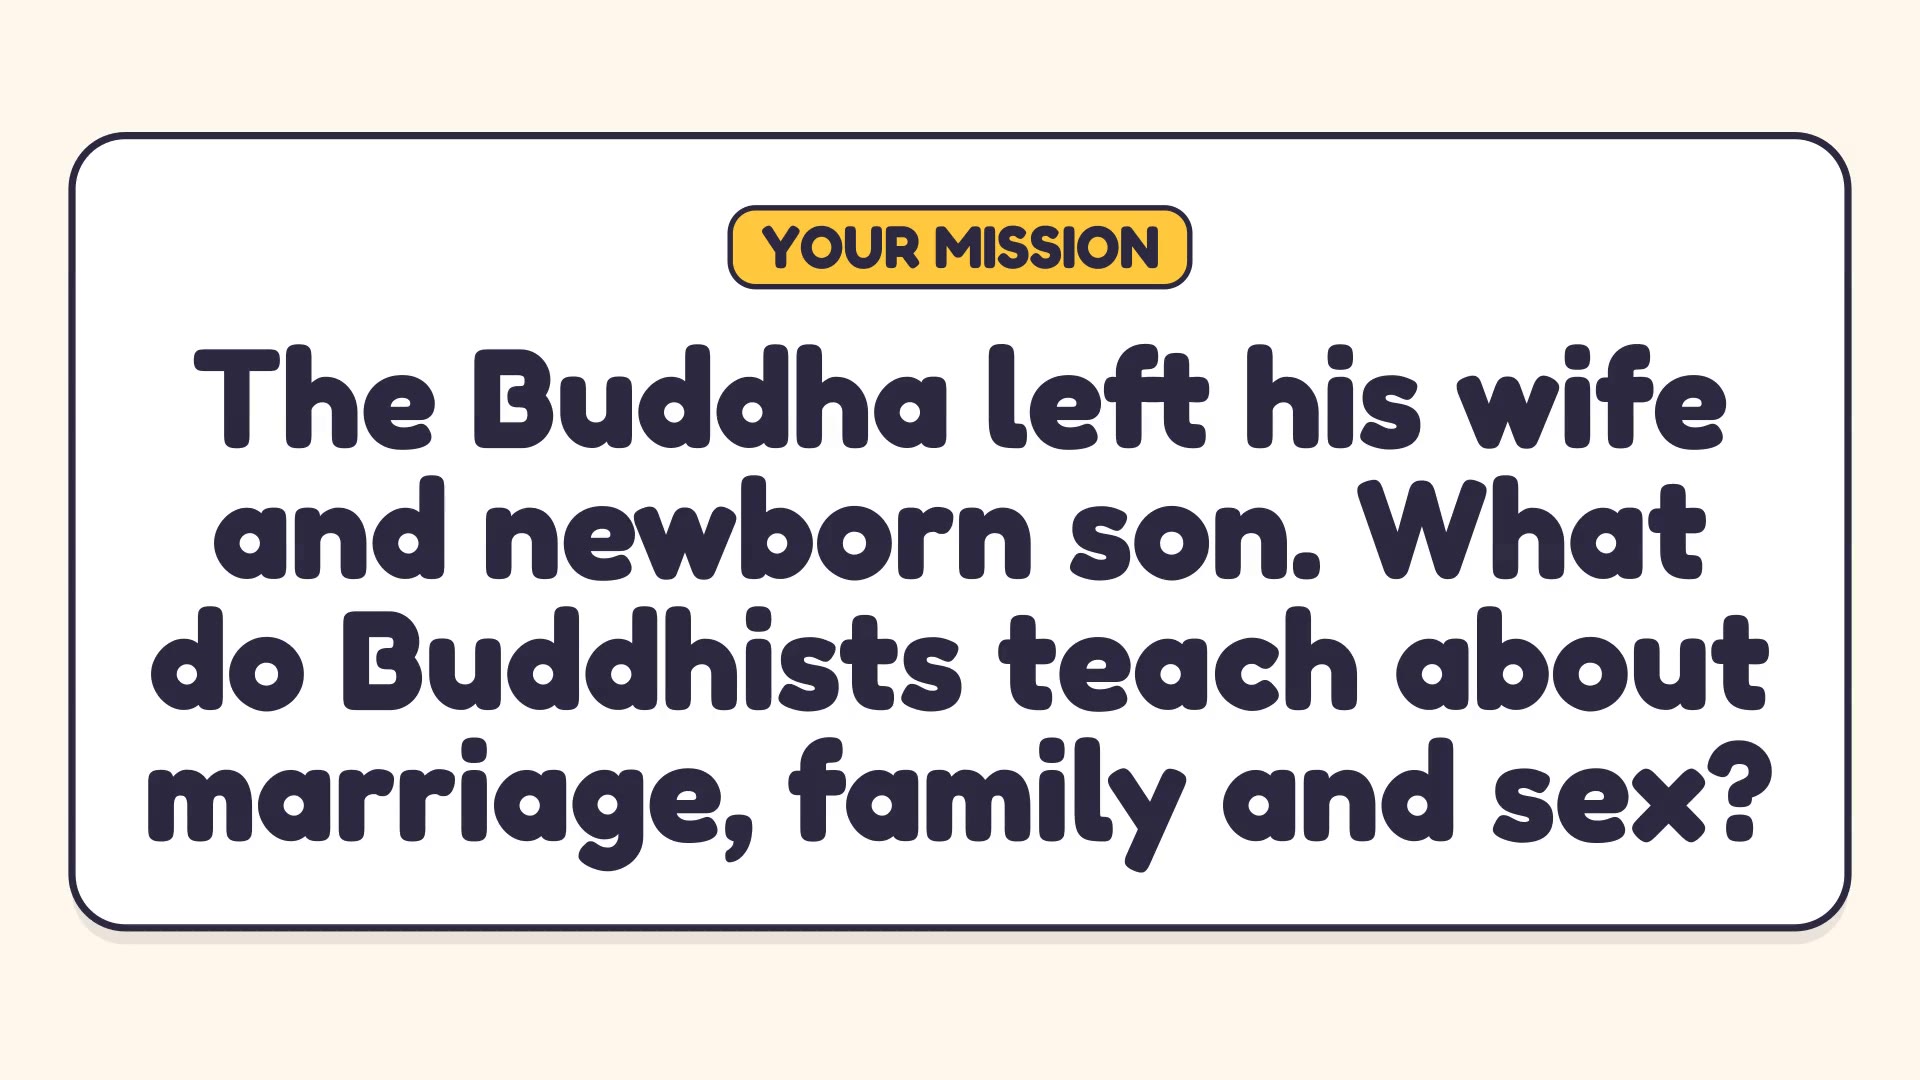 YOUR MISSION
The Buddha left his wife
and newborn son. What
do Buddhists teach about
marriage, family and sex?